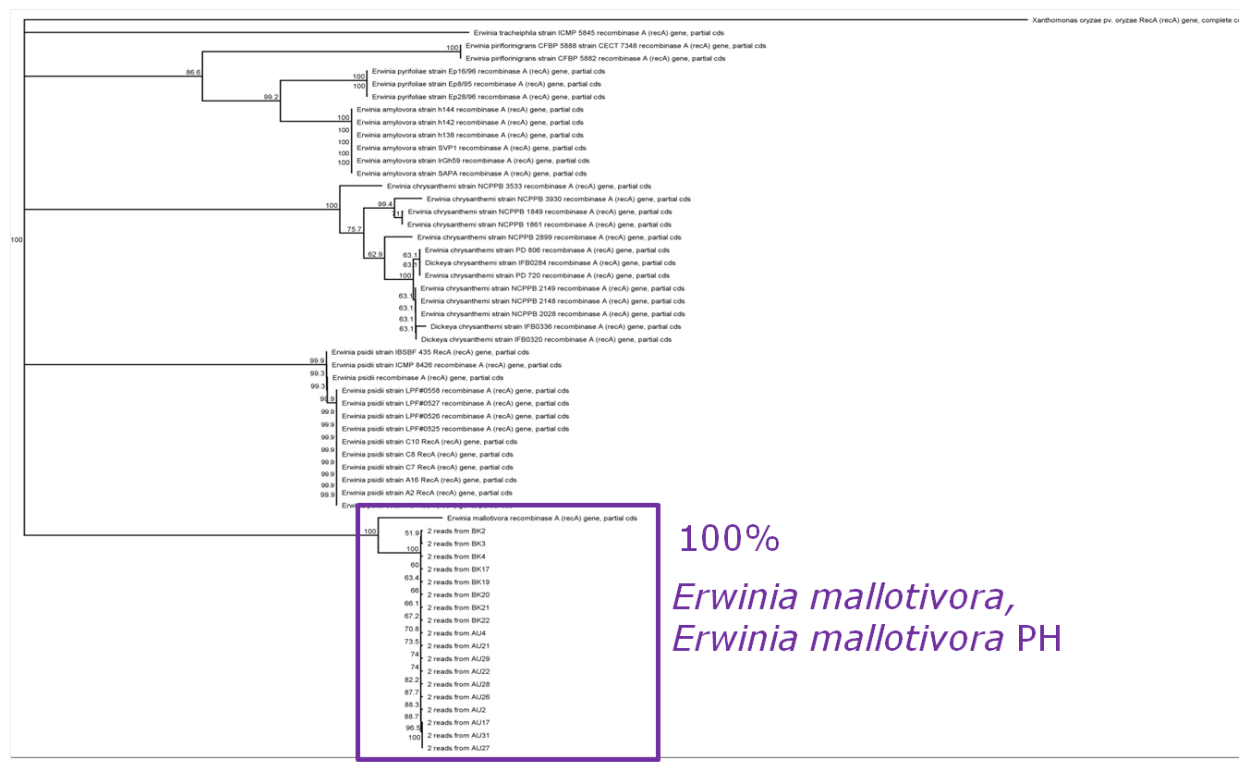 Xanthomonas oryzae pv. oryzae RecA (recA) gene, complete c
Erwinia tracheiphila strain ICMP 5845 recombinase A (recA) gene, partial cds
100 Erwinia piriflorinigrans CFBP 5888 strain CECT 7348 recombinase A (recA) gene, partial cds
Erwinia piriflorinigrans strain CFBP 5882 recombinase A (recA) gene, partial cds
86.6
Erwinia pyrifoliae strain Ep16/96 recombinase A (recA) gene, partial cds
100
100 Erwinia pyrifoliae strain Ep8/95 recombinase A (recA) gene, partial cds
99.2 Erwinia pyrifoliae strain Ep28/96 recombinase A (recA) gene, partial cds
Erwinia amylovora strain h144 recombinase A (recA) gene, partial cds
100 Erwinia amylovora strain h142 recombinase A (recA) gene, partial cds
100 Erwinia amylovora strain h138 recombinase A (recA) gene, partial cds
100 Erwinia amylovora strain SVP1 recombinase A (recA) gene, partial cds
100
100 Erwinia amylovora strain IrGh59 recombinase A (recA) gene, partial cds
Erwinia amylovora strain SAPA recombinase A (recA) gene, partial cds
Erwinia chrysanthemi strain NCPPB 3533 recombinase A (recA) gene, partial cds
Erwinia chrysanthemi strain NCPPB 3930 recombinase A (recA) gene, partial cds
100 99.4
Erwinia chrysanthemi strain NCPPB 1849 recombinase A (recA) gene, partial cds
Erwinia chrysanthemi strain NCPPB 1861 recombinase A (recA) gene, partial cds
75.7
Erwinia chrysanthemi strain NCPPB 2899 recombinase A (recA) gene, partial cds
100
62.9 63.1 Erwinia chrysanthemi strain PD 806 recombinase A (recA) gene, partial cds
63.1 Dickeya chrysanthemi strain IFB0284 recombinase A (recA) gene, partial cds
100 Erwinia chrysanthemi strain PD 720 recombinase A (recA) gene, partial cds
Erwinia chrysanthemi strain NCPPB 2149 recombinase A (recA) gene, partial cds
63.1
Erwinia chrysanthemi strain NCPPB 2148 recombinase A (recA) gene, partial cds
63.1
Erwinia chrysanthemi strain NCPPB 2028 recombinase A (recA) gene, partial cds
63.1
63.1 Dickeya chrysanthemi strain IFB0336 recombinase A (recA) gene, partial cds
Dickeya chrysanthemi strain IFB0320 recombinase A (recA) gene, partial cds
Erwinia psidii strain IBSBF 435 RecA (recA) gene, partial cds
99.9
Erwinia psidii strain ICMP 8426 recombinase A (recA) gene, partial cds
99.3
Erwinia psidii recombinase A (recA) gene, partial cds
99.3
Erwinia psidii strain LPF#0558 recombinase A (recA) gene, partial cds
99.9
Erwinia psidii strain LPF#0527 recombinase A (recA) gene, partial cds
99.9 Erwinia psidii strain LPF#0526 recombinase A (recA) gene, partial cds
99.9 Erwinia psidii strain LPF#0525 recombinase A (recA) gene, partial cds
99.9 Erwinia psidii strain C10 RecA (recA) gene, partial cds
99.9 Erwinia psidii strain C8 RecA (recA) gene, partial cds
99.9 Erwinia psidii strain C7 RecA (recA) gene, partial cds
99.9 Erwinia psidii strain A16 RecA (recA) gene, partial cds
99.9
99.9 Erwinia psidii strain A2 RecA (recA) gene, partial cds
Erwinia mallotivora recombinase A (recA) gene, partial cds
100
51.9 2 reads from BK2
2 reads from BK3
100
2 reads from BK4
60 2 reads from BK17
63.4 2 reads from BK19
66 2 reads from BK20
66.1 2 reads from BK21
67.2 2 reads from BK22
70.8 2 reads from AU4
73.5 2 reads from AU21
74 2 reads from AU29
74 2 reads from AU22
82.2 2 reads from AU28
87.7 2 reads from AU26
88.3 2 reads from AU2
88.7 2 reads from AU17
96.5
100 2 reads from AU31
2 reads from AU27
100%
Erwinia mallotivora,
Erwinia mallotivora PH